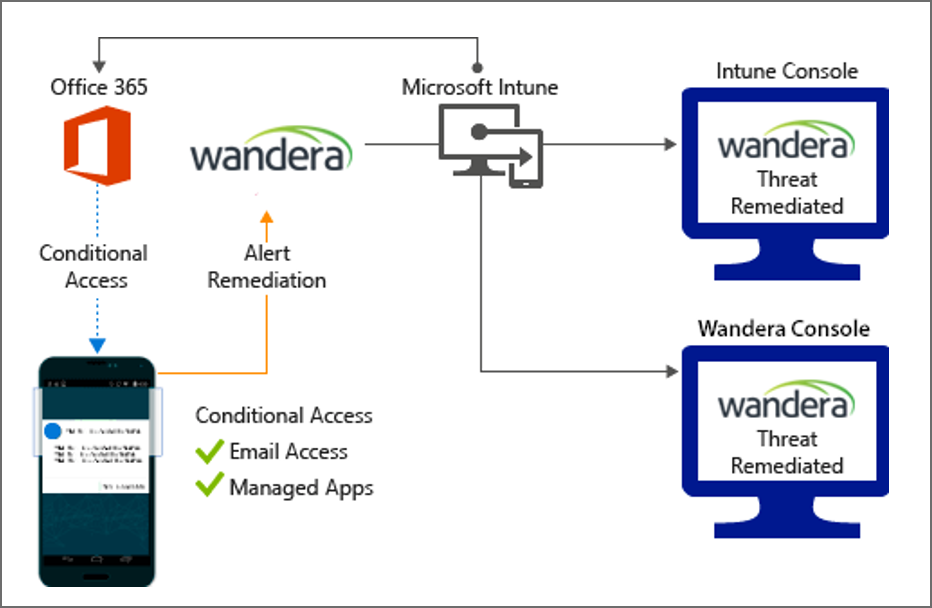 Office 365
Microsoft Intune
Intune Console
wandera
wandera
Threat
Remediated
Conditional
Access
Alert
Remediation
Wandera Console
wandera
Threat
Remediated
Conditional Access
Email Access
Managed Apps